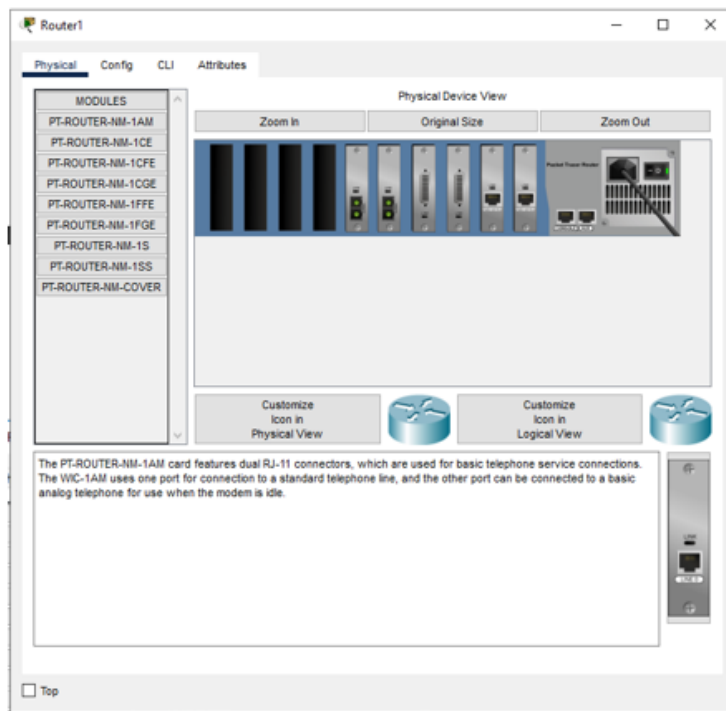 Router1
Physical Config CLI Attributes
MODULES
PT-ROUTER-NM-1AM
PT-ROUTER-NM-1CE
PT-ROUTER-NM-1CFE
PT-ROUTER-NM-1CGE
PT-ROUTER-NM-1FFE
PT-ROUTER-NM-1FGE
PT-ROUTER-NM-1S
PT-ROUTER-NM-1SS
PT-ROUTER-NM-COVER
Physical Device View
Zoom In Original Size Zoom Out
Packet Tracer Router
Customize
Icon in
Physical View
Customize
Icon in
Logical View
The PT-ROUTER-NM-1AM card features dual RJ-11 connectors, which are used for basic telephone service connections.
The WIC-1AM uses one port for connection to a standard telephone line, and the other port can be connected to a basic
analog telephone for use when the modem is idle.
LINK
Top